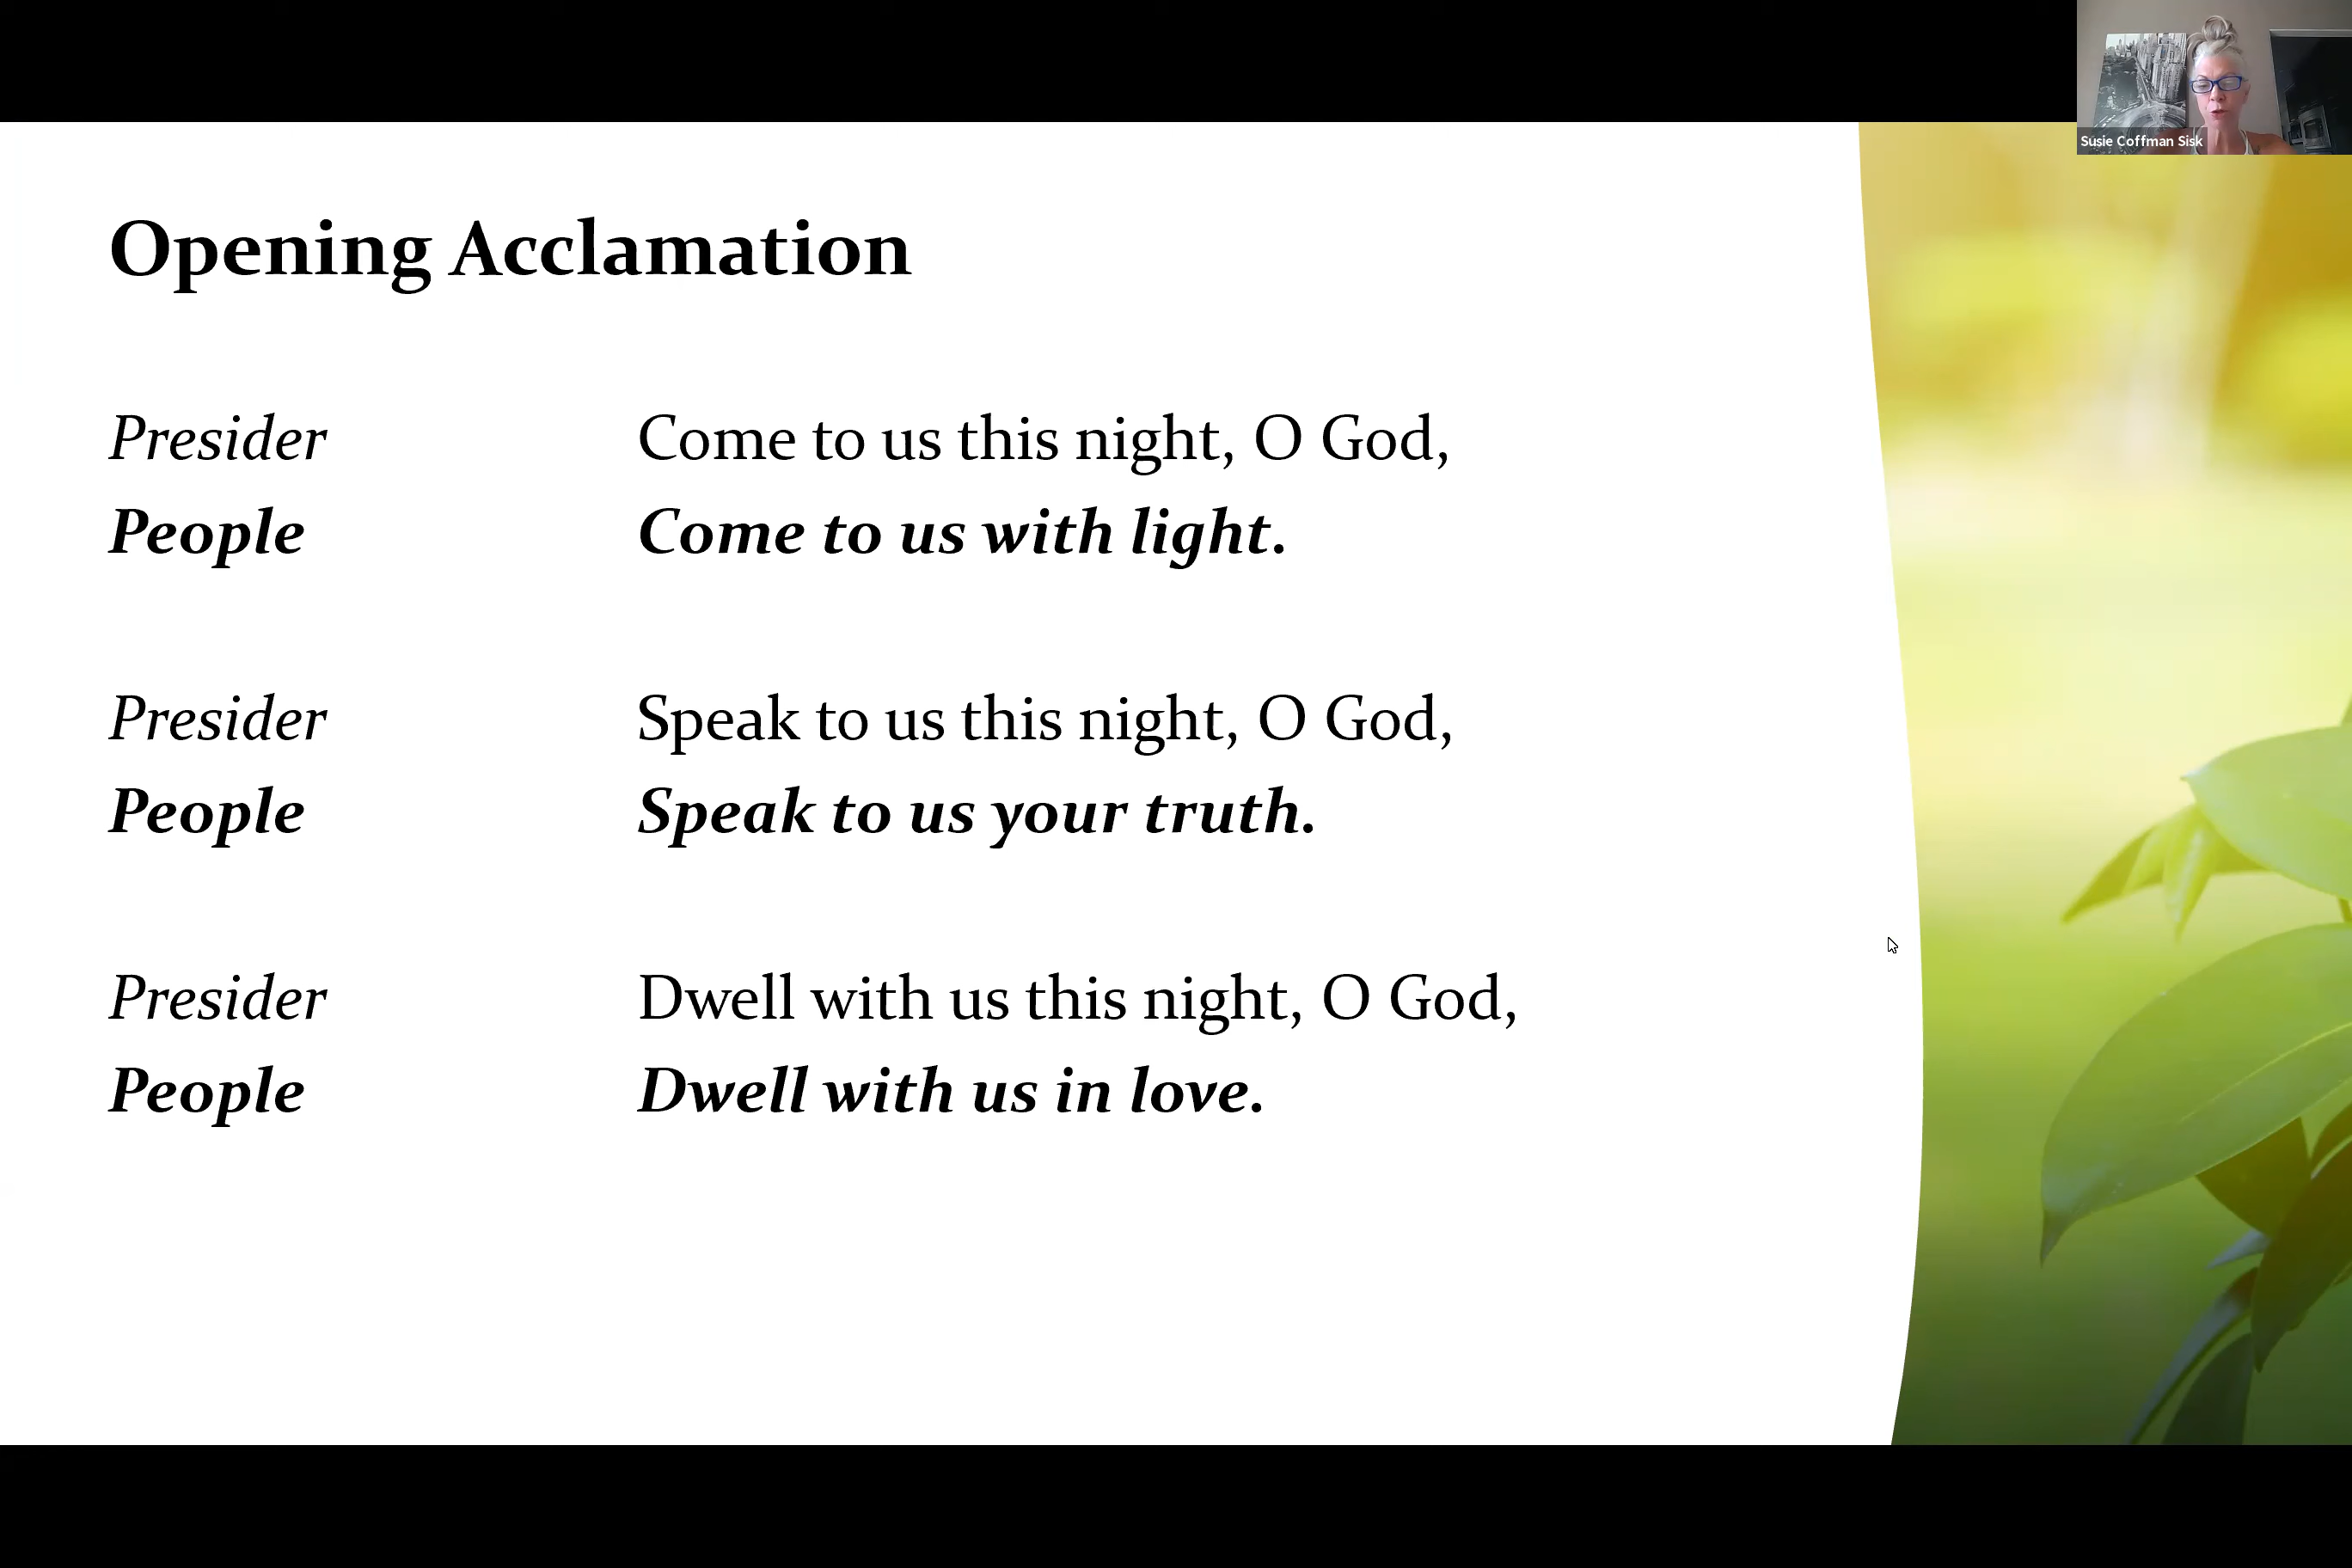 Susie Coffman Sisk
Opening Acclamation
Presider Come to us this night, O God,
People Come to us with light.
Presider Speak to us this night, O God,
People Speak to us your truth.
Presider Dwell with us this night, O God,
People Dwell with us in love.